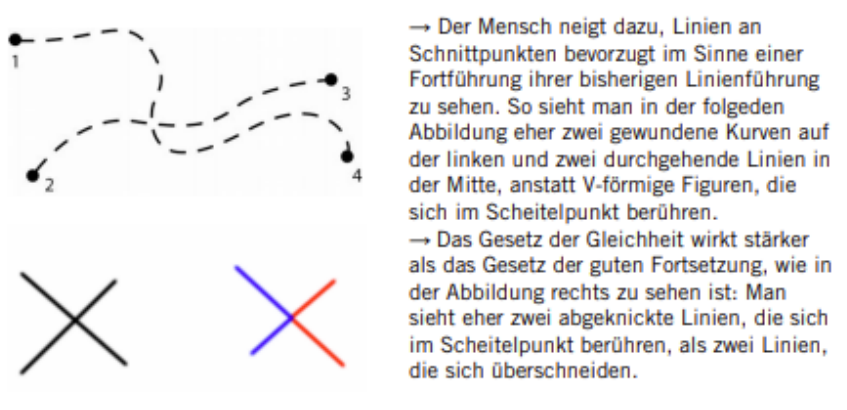 1
2
3
4
→ Der Mensch neigt dazu, Linien an
Schnittpunkten bevorzugt im Sinne einer
Fortführung ihrer bisherigen Linienführung
zu sehen. So sieht man in der folgeden
Abbildung eher zwei gewundene Kurven auf
der linken und zwei durchgehende Linien in
der Mitte, anstatt V-förmige Figuren, die
sich im Scheitelpunkt berühren.
→ Das Gesetz der Gleichheit wirkt stärker
als das Gesetz der guten Fortsetzung, wie in
der Abbildung rechts zu sehen ist: Man
sieht eher zwei abgeknickte Linien, die sich
im Scheitelpunkt berühren, als zwei Linien,
die sich überschneiden.